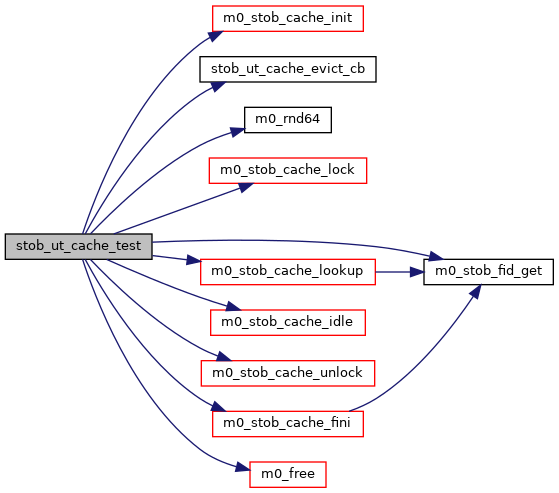 m0_stob_cache_init
stob_ut_cache_evict_cb
m0_rnd64
m0_stob_cache_lock
stob_ut_cache_test
m0_stob_cache_lookup
m0_stob_fid_get
m0_stob_cache_idle
m0_stob_cache_unlock
m0_stob_cache_fini
m0_free